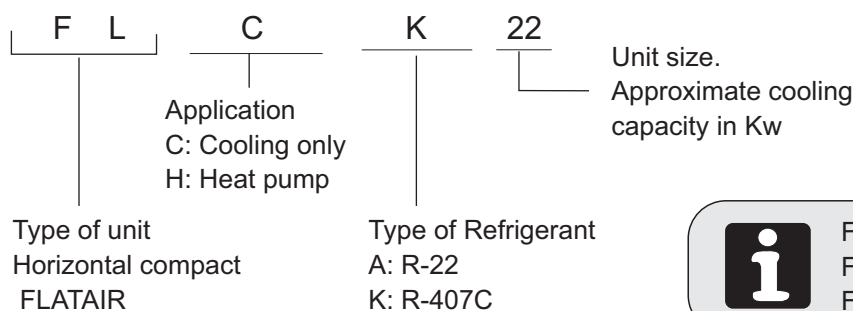 F L C K 22
Unit size.
Approximate cooling
capacity in Kw
Application
C: Cooling only
H: Heat pump
Type of unit
Horizontal compact
FLATAIR
Type of Refrigerant
A: R-22
K: R-407C
i
F
F
F